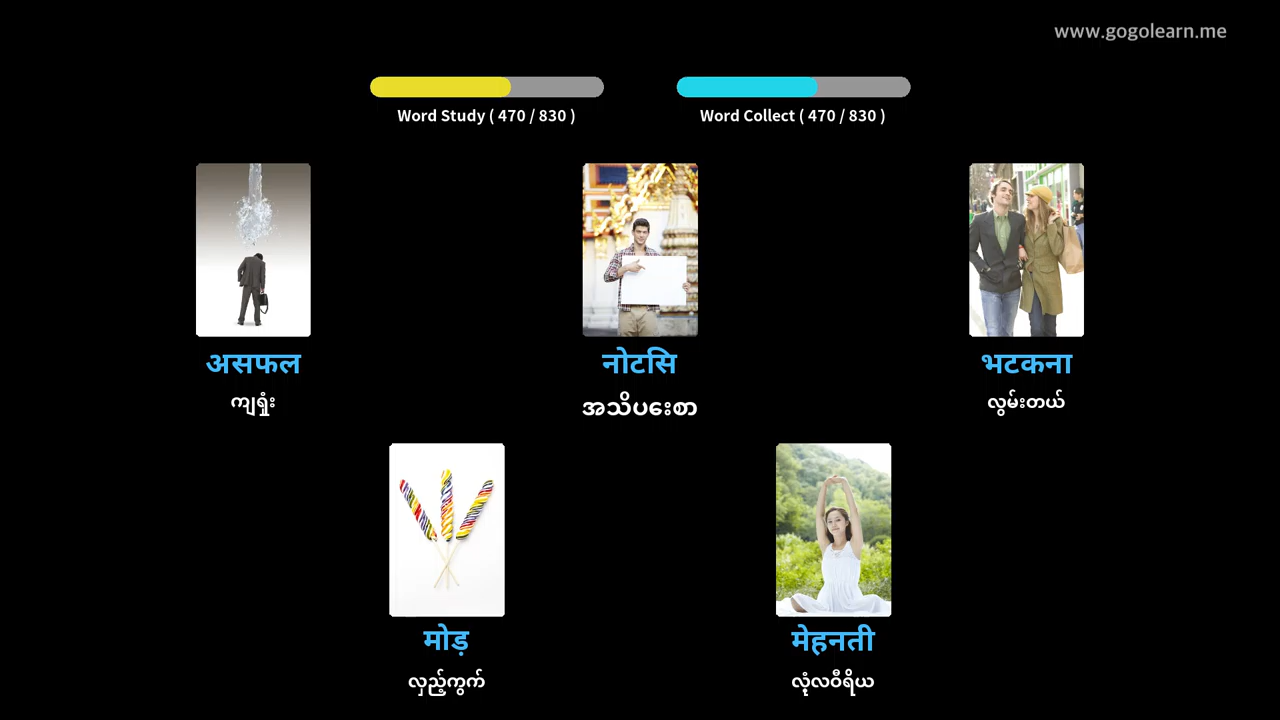 www.gogolearn.me
Word Study ( 470 / 830 )
Word Collect ( 470 / 830 )
असफल
ကျရှုံး
नोटिस
အသိပေးစာ
भटकना
လွမ်းတယ်
मोड़
လှည့်ကွက်
मेहनती
လုံ့လဝီရိယ